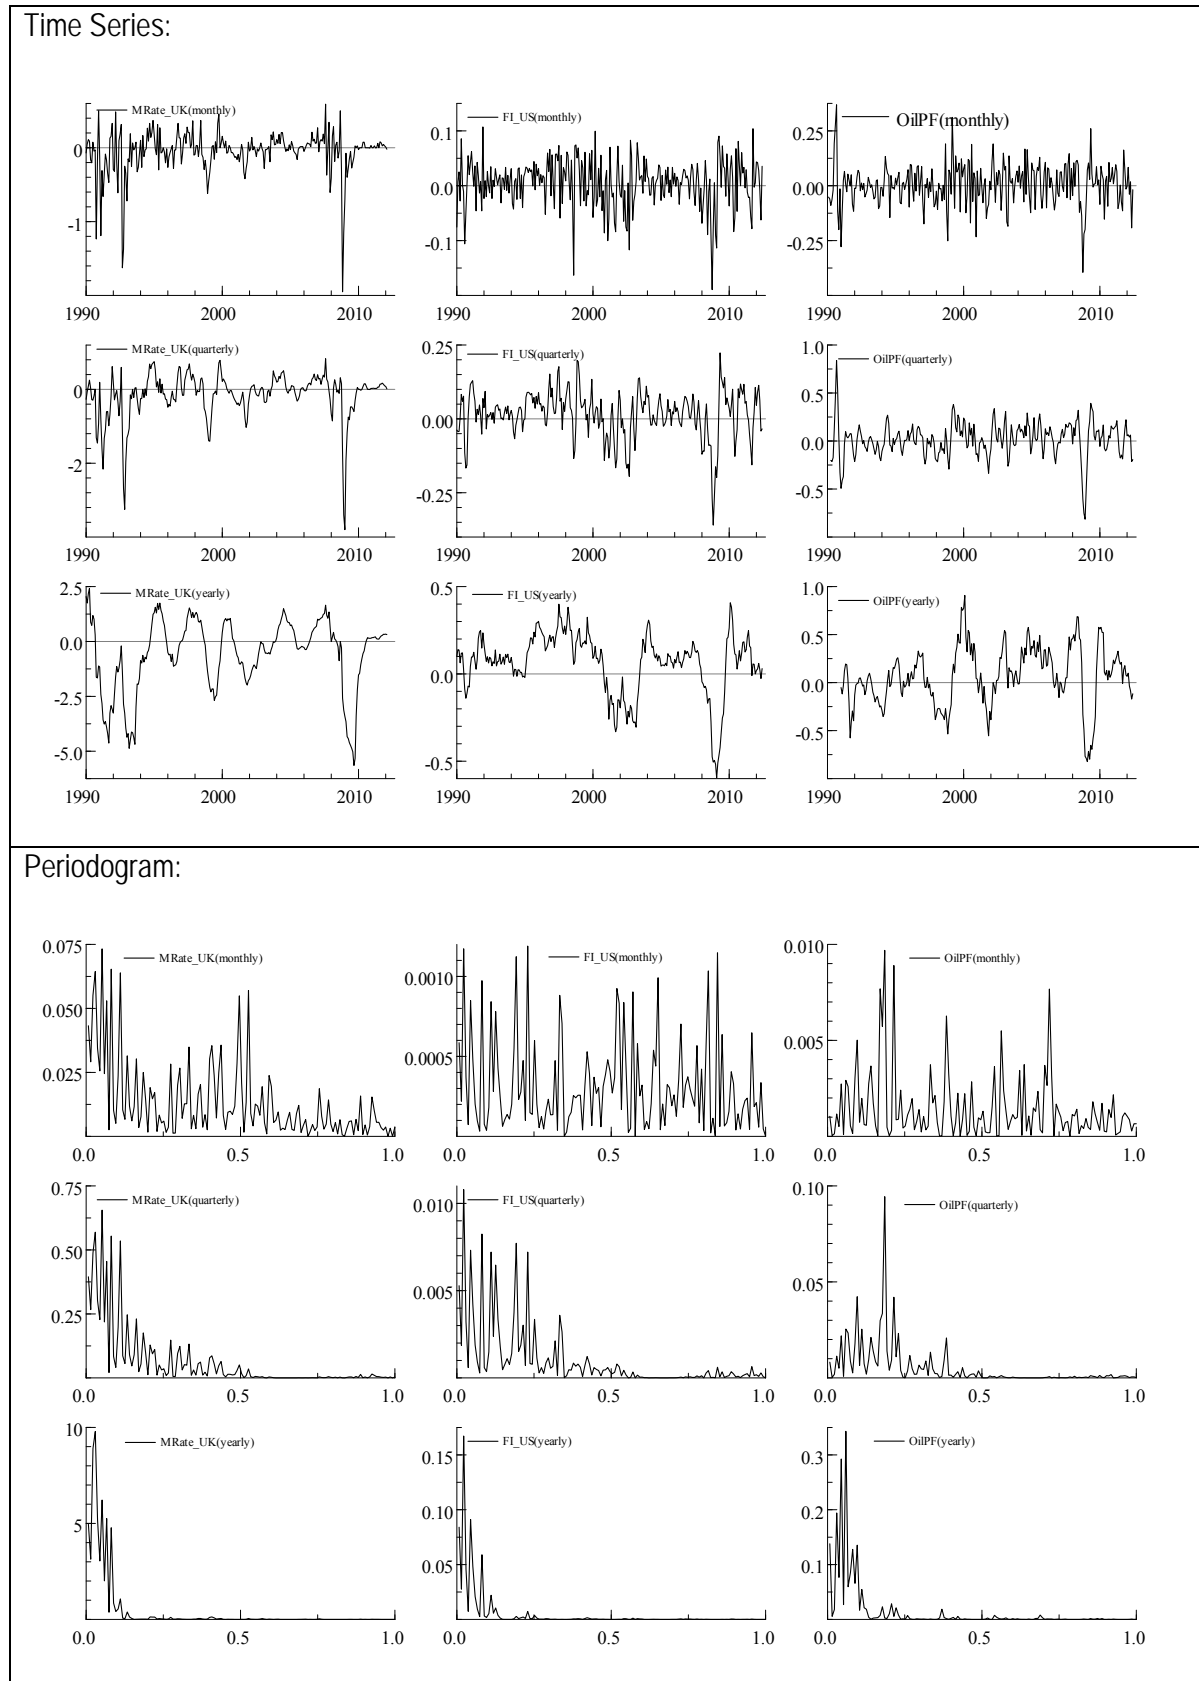 Time Series:
MRate_UK(monthly) FI_US(monthly) OilPF(monthly)
0 0.1 0.25
-1 0.0 0.00
-0.1 -0.25
1990 2000 2010 1990 2000 2010 1990 2000 2010
MRate_UK(quarterly) FI_US(quarterly) OilPF(quarterly)
0 0.25 1.0
-2 0.00 0.5
-0.25 0.0
-0.5
1990 2000 2010 1990 2000 2010 1990 2000 2010
MRate_UK(yearly) FI_US(yearly) OilPF(yearly)
2.5 0.5 1.0
0.0 0.0 0.5
-2.5 -0.5 0.0
-5.0 -0.5
1990 2000 2010 1990 2000 2010 1990 2000 2010
Periodogram:
MRate_UK(monthly) FI_US(monthly) OilPF(monthly)
0.075 0.0010 0.010
0.050 0.0005 0.005
0.025
0.0 0.5 1.0 0.0 0.5 1.0 0.0 0.5 1.0
MRate_UK(quarterly) FI_US(quarterly) OilPF(quarterly)
0.75 0.010 0.10
0.50 0.005 0.05
0.25
0.0 0.5 1.0 0.0 0.5 1.0 0.0 0.5 1.0
MRate_UK(yearly) FI_US(yearly) OilPF(yearly)
10 0.15 0.3
5 0.10 0.2
0.05 0.1
0.0 0.5 1.0 0.0 0.5 1.0 0.0 0.5 1.0